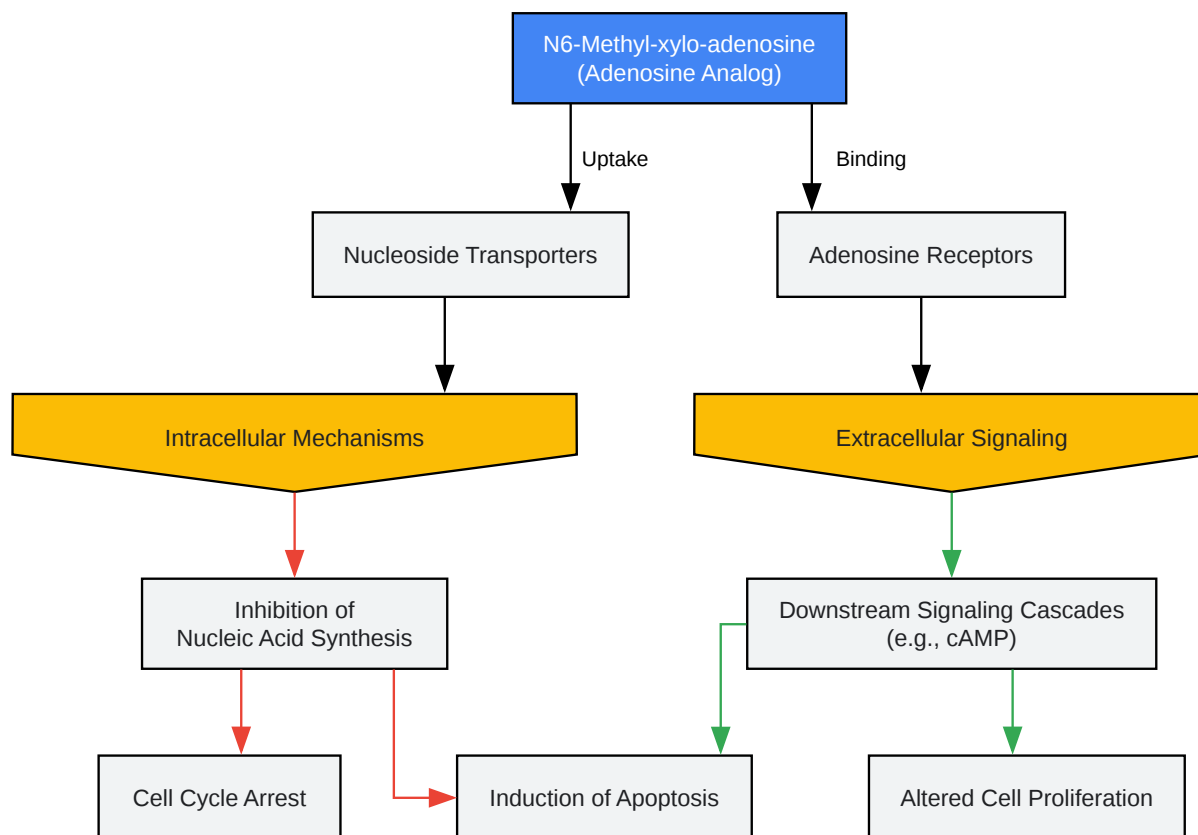 N6-Methyl-xylo-adenosine
(Adenosine Analog)
Uptake
Binding
Nucleoside Transporters
Adenosine Receptors
Intracellular Mechanisms
Extracellular Signaling
Inhibition of
Nucleic Acid Synthesis
Downstream Signaling Cascades
(e.g., cAMP)
Cell Cycle Arrest
Induction of Apoptosis
Altered Cell Proliferation